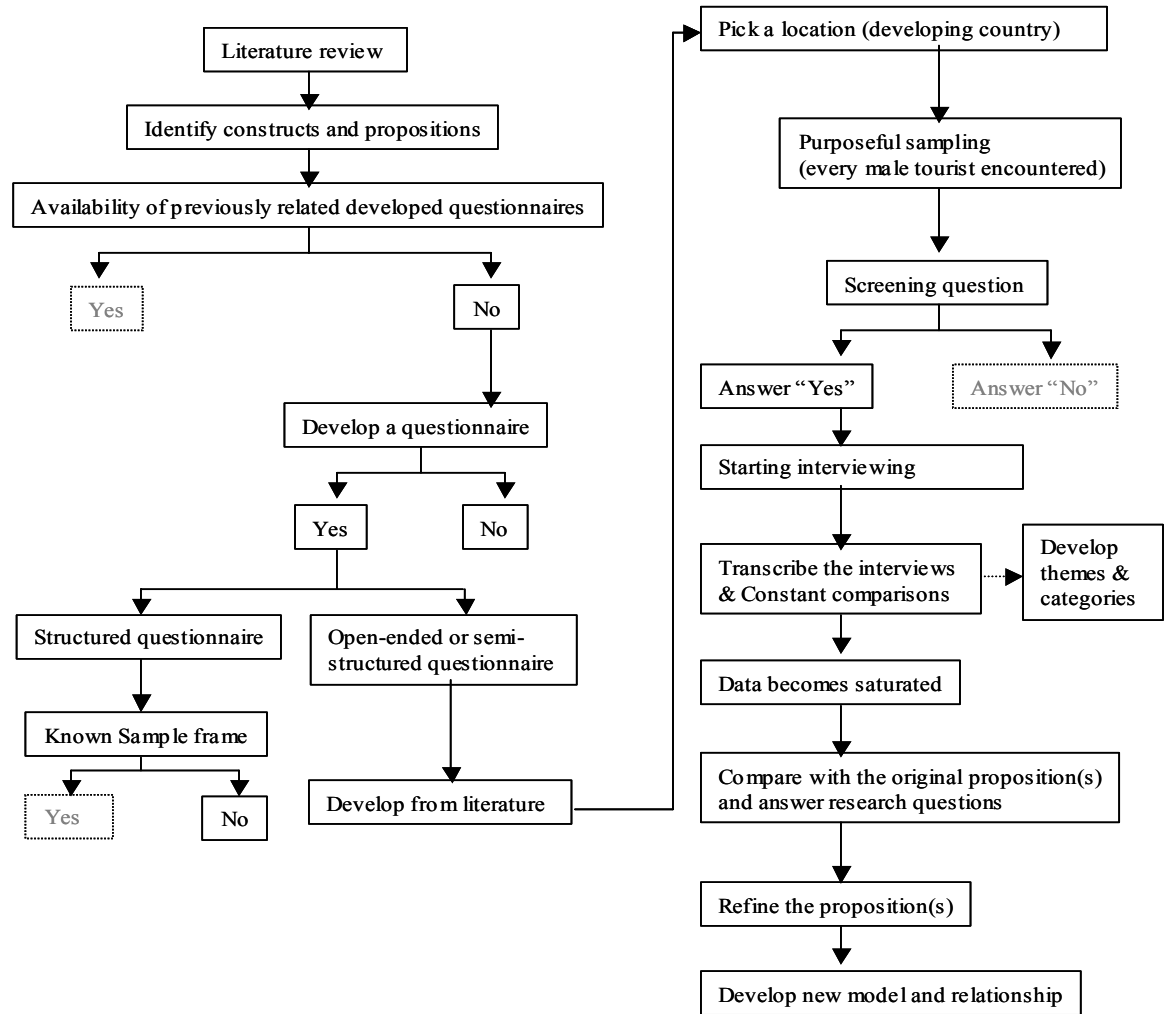 Literature review
Identify constructs and propositions
Availability of previously related developed questionnaires
Yes
No
Develop a questionnaire
Yes
No
Structured questionnaire
Open-ended or semi-
structured questionnaire
Known Sample frame
Yes
No
Develop from literature
Pick a location (developing country)
Purposeful sampling
(every male tourist encountered)
Screening question
Answer “Yes”
Answer “No”
Starting interviewing
Transcribe the interviews
& Constant comparisons
Develop
themes &
categories
Data becomes saturated
Compare with the original proposition(s)
and answer research questions
Refine the proposition(s)
Develop new model and relationship